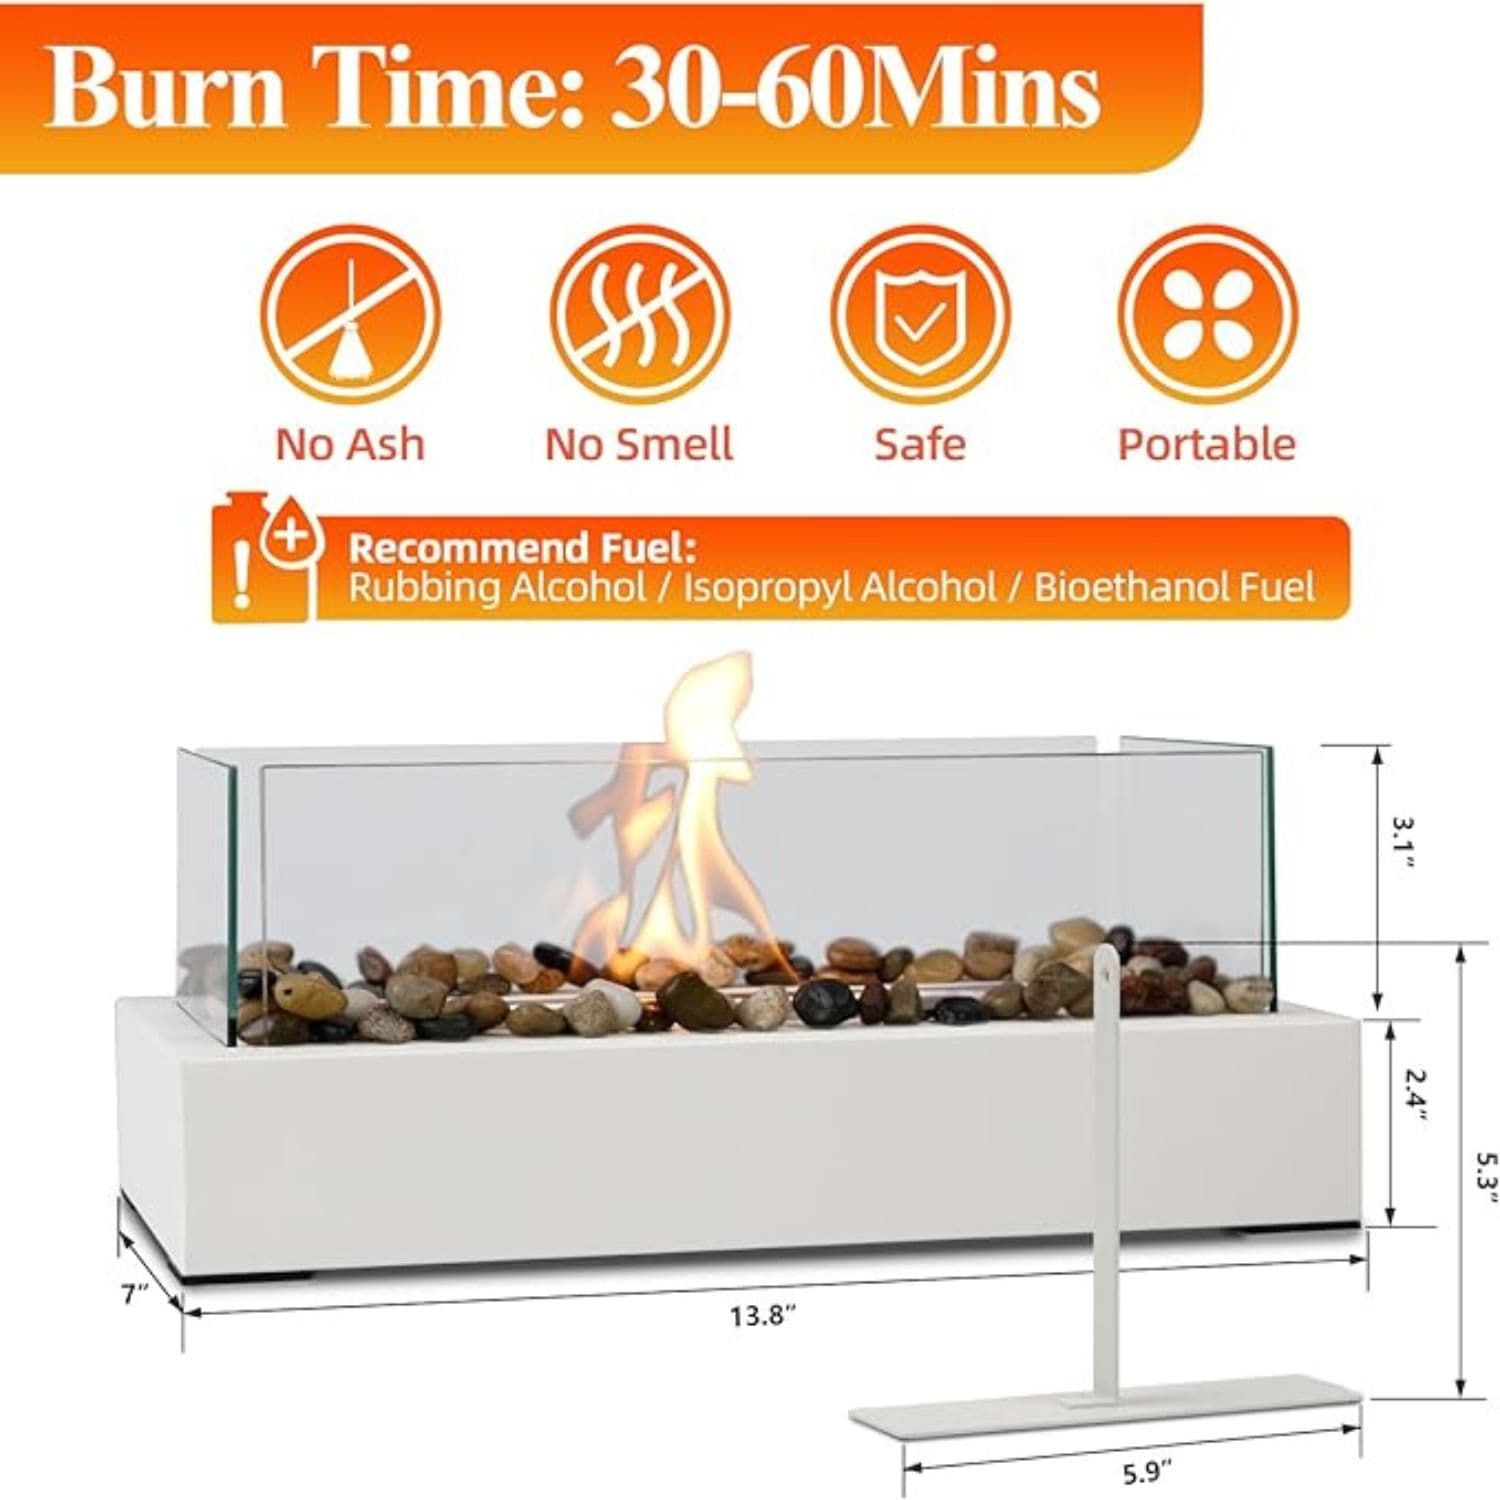 Burn Time: 30-60Mins
No Ash
No Smell
Safe
Portable
Recommend Fuel:
Rubbing Alcohol / Isopropyl Alcohol / Bioethanol Fuel
3.1"
2.4"
5.3"
7"
13.8"
5.9"